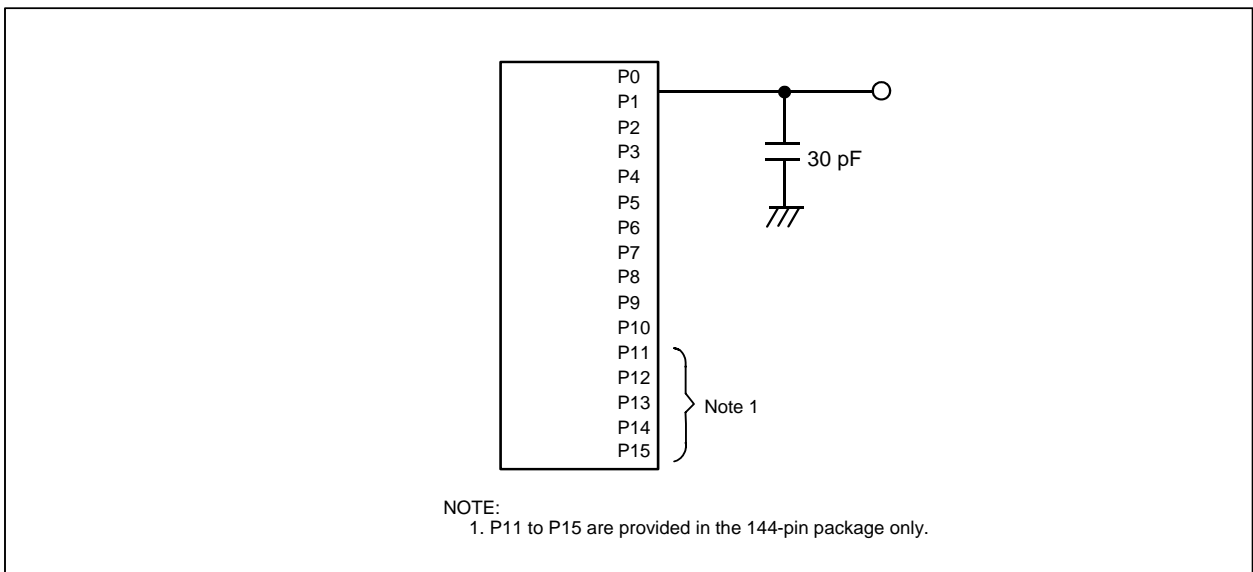 P0
P1
P2
P3
P4
P5
P6
P7
P8
P9
P10
P11
P12
P13
P14
P15
30 pF
Note 1
NOTE:
1. P11 to P15 are provided in the 144-pin package only.